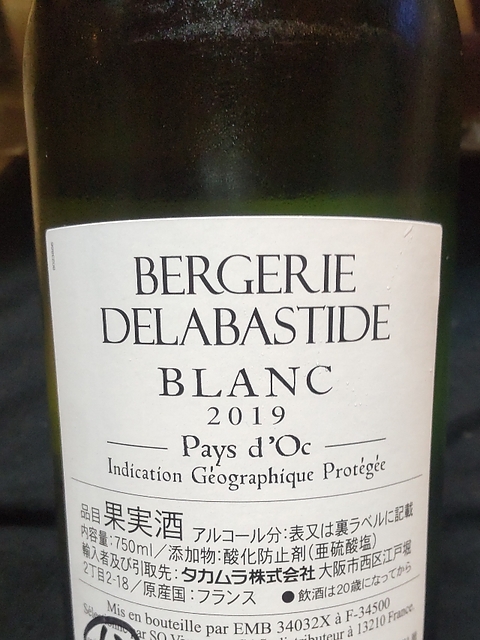 BERGERIE
DELABASTIDE
BLANC
2019
Pays d'Oc
Indication Géographique Protégée
品目 果実酒 アルコール分:表又は裏ラベルに記載
内容量:750ml/添加物:酸化防止剤(亜硫酸塩)
輸入者及び引取先:タカムラ株式会社 大阪市西区江戸堀
2丁目2-18/原産国:フランス ●飲酒は20歳になってから
Mis en bouteille par EMB 34032X à F-34500
par SO à 13210 France.